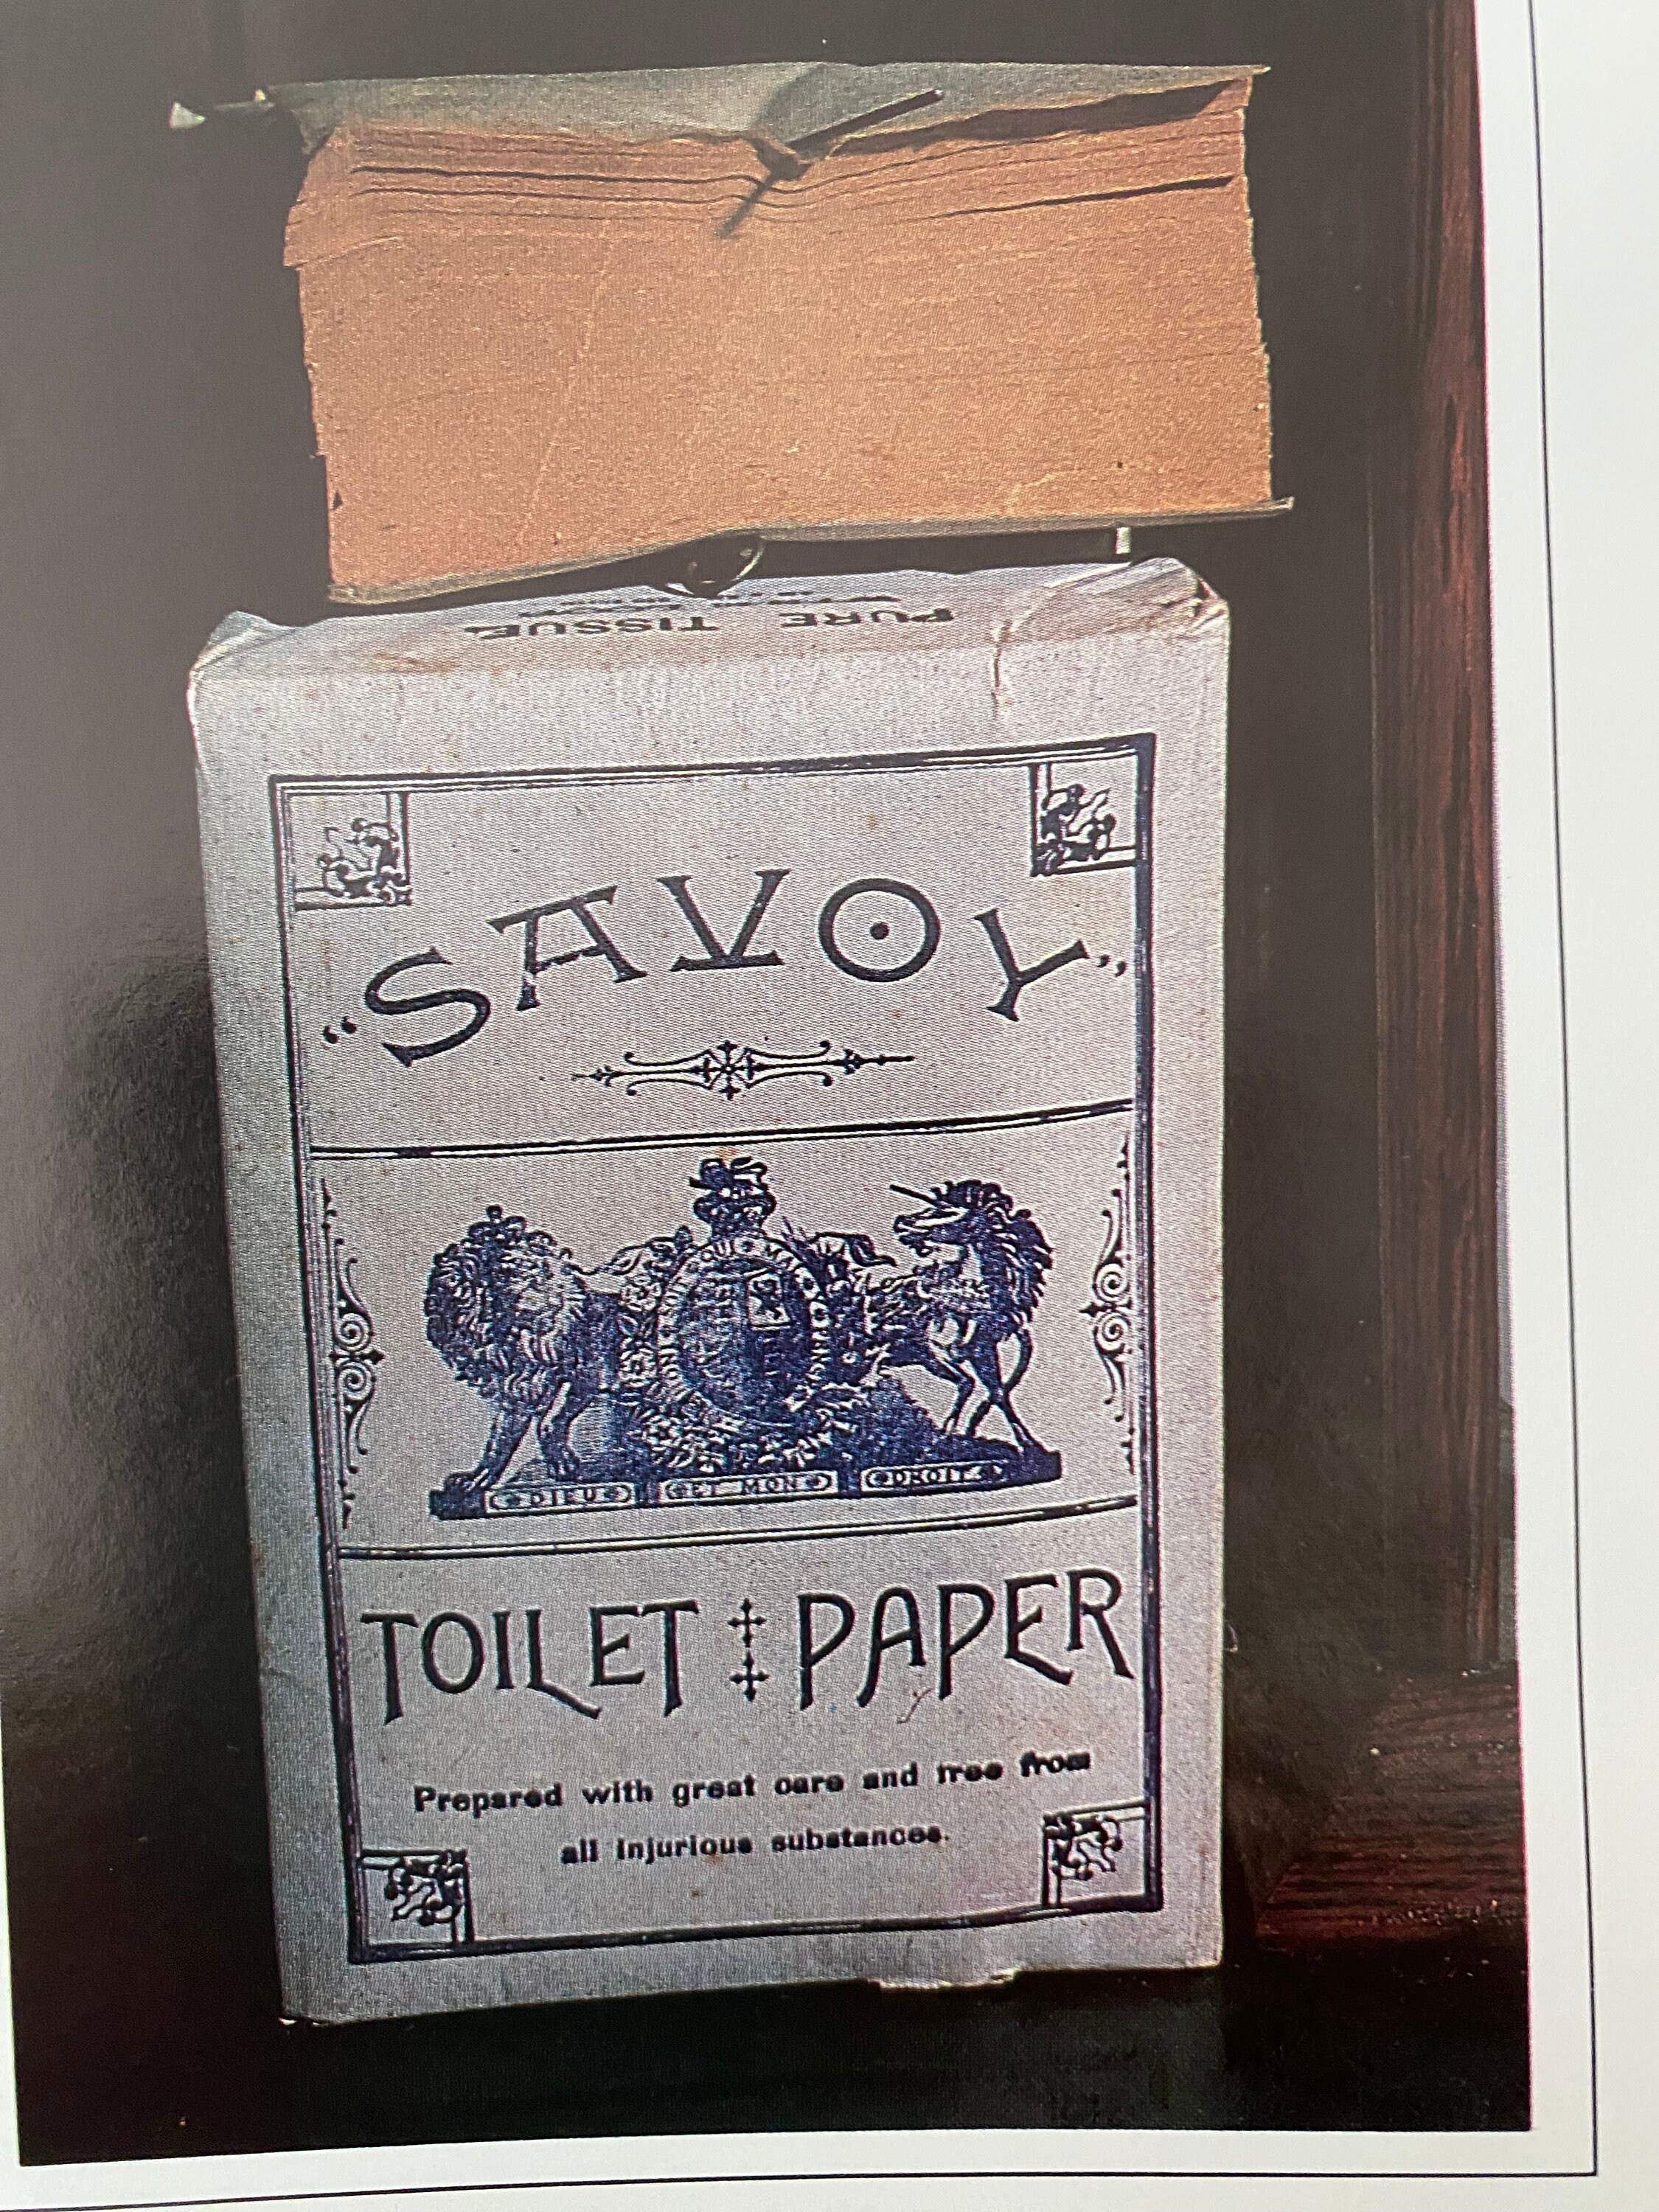 PURE TISSUE.
“SAVOY”
DIEU ET MON DROIT
TOILET PAPER
Prepared with great care and free from
all injurious substances.